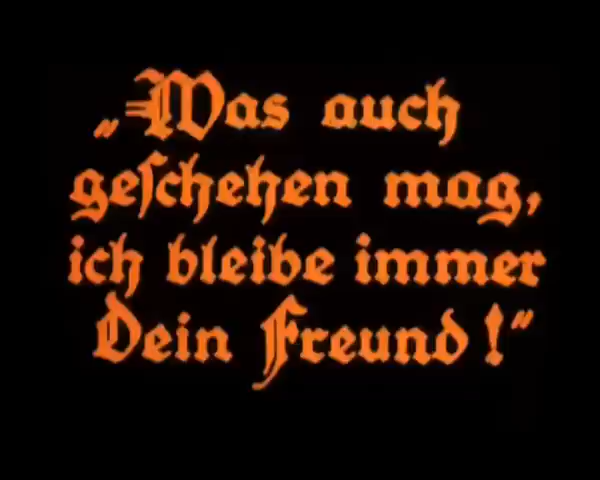 „Was auch
geſchehen mag,
ich bleibe immer
Dein Freund!“